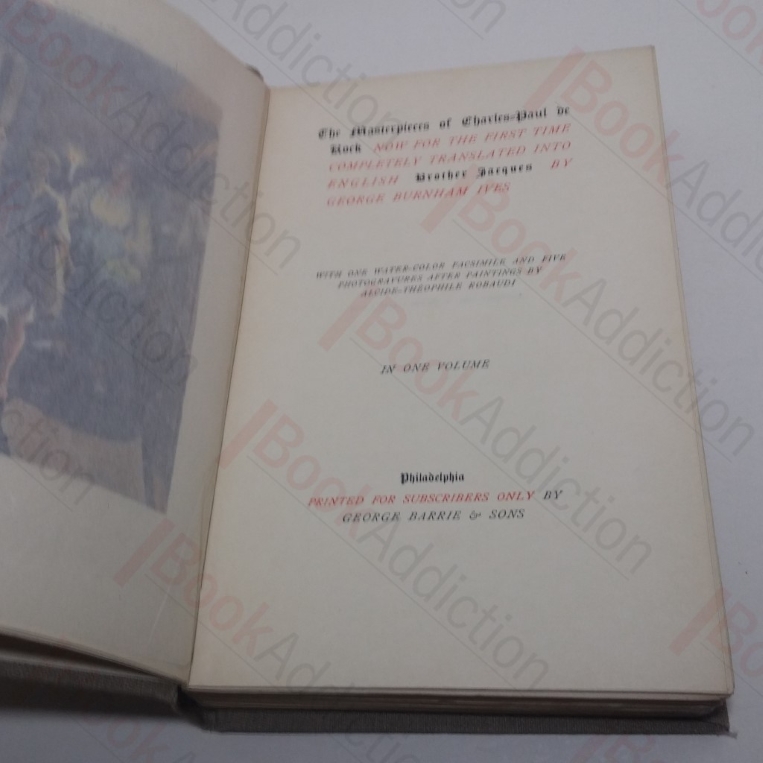 The Masterpieces of Charles-Paul de
Kock NOW FOR THE FIRST TIME
COMPLETELY TRANSLATED INTO
ENGLISH Brother Jacques BY
GEORGE BURNHAM IVES
WITH ONE WATER-COLOR FACSIMILE AND FIVE
PHOTOGRAVURES AFTER PAINTINGS BY
ALCIDE-THÉOPHILE ROBAUDI
IN ONE VOLUME
Philadelphia
PRINTED FOR SUBSCRIBERS ONLY BY
GEORGE BARRIE & SONS
BookAddiction